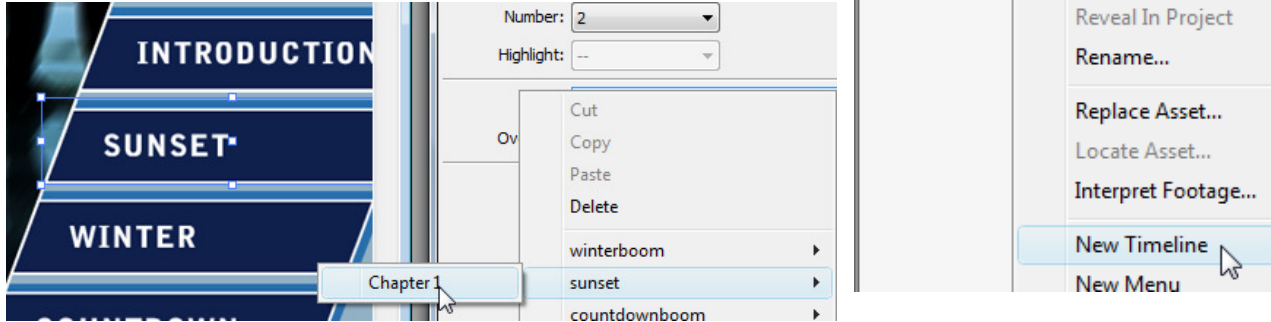 INTRODUCTION
SUNSET
WINTER
COUNTDOWN
Number: 2
Highlight: --
Ov
Cut
Copy
Paste
Delete
winterboom
sunset
countdownboom
Chapter 1
Reveal In Project
Rename...
Replace Asset...
Locate Asset...
Interpret Footage...
New Timeline
New Menu